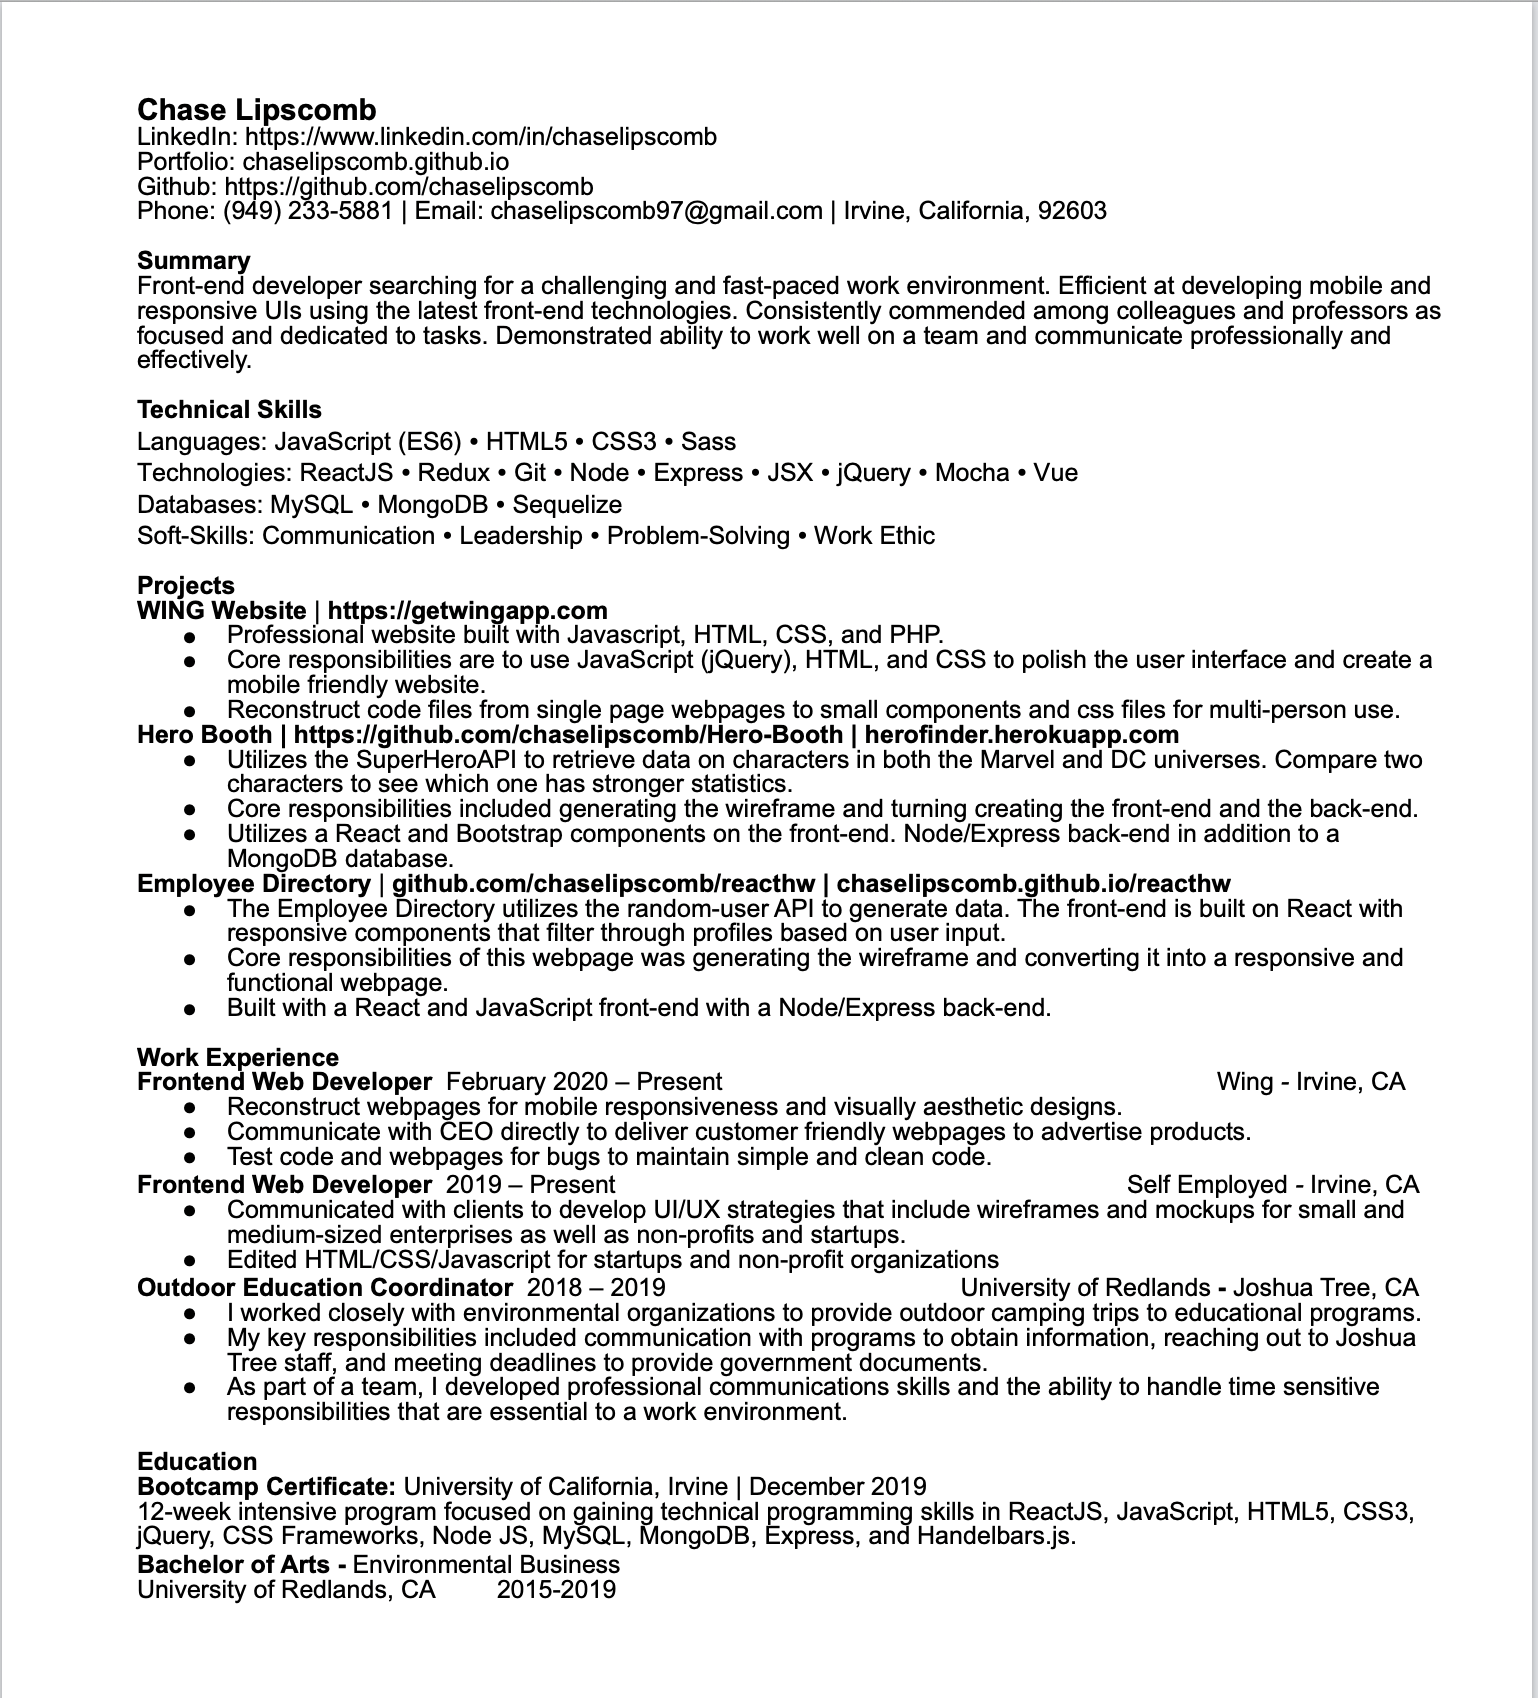 Chase Lipscomb
LinkedIn: https://www.linkedin.com/in/chaselipscomb
Portfolio: chaselipscomb.github.io
Github: https://github.com/chaselipscomb
Phone: (949) 233-5881 | Email: chaselipscomb97@gmail.com | Irvine, California, 92603
Summary
Front-end developer searching for a challenging and fast-paced work environment. Efficient at developing mobile and
responsive UIs using the latest front-end technologies. Consistently commended among colleagues and professors as
focused and dedicated to tasks. Demonstrated ability to work well on a team and communicate professionally and
effectively.
Technical Skills
Languages: JavaScript (ES6) • HTML5 • CSS3 • Sass
Technologies: ReactJS • Redux • Git • Node • Express • JSX • jQuery • Mocha • Vue
Databases: MySQL • MongoDB • Sequelize
Soft-Skills: Communication • Leadership • Problem-Solving • Work Ethic
Projects
WING Website | https://getwingapp.com
● Professional website built with Javascript, HTML, CSS, and PHP.
● Core responsibilities are to use JavaScript (jQuery), HTML, and CSS to polish the user interface and create a
mobile friendly website.
● Reconstruct code files from single page webpages to small components and css files for multi-person use.
Hero Booth | https://github.com/chaselipscomb/Hero-Booth | herofinder.herokuapp.com
● Utilizes the SuperHeroAPI to retrieve data on characters in both the Marvel and DC universes. Compare two
characters to see which one has stronger statistics.
● Core responsibilities included generating the wireframe and turning creating the front-end and the back-end.
● Utilizes a React and Bootstrap components on the front-end. Node/Express back-end in addition to a
MongoDB database.
Employee Directory | github.com/chaselipscomb/reacthw | chaselipscomb.github.io/reacthw
● The Employee Directory utilizes the random-user API to generate data. The front-end is built on React with
responsive components that filter through profiles based on user input.
● Core responsibilities of this webpage was generating the wireframe and converting it into a responsive and
functional webpage.
● Built with a React and JavaScript front-end with a Node/Express back-end.
Work Experience
Frontend Web Developer February 2020 – Present Wing - Irvine, CA
● Reconstruct webpages for mobile responsiveness and visually aesthetic designs.
● Communicate with CEO directly to deliver customer friendly webpages to advertise products.
● Test code and webpages for bugs to maintain simple and clean code.
Frontend Web Developer 2019 – Present Self Employed - Irvine, CA
● Communicated with clients to develop UI/UX strategies that include wireframes and mockups for small and
medium-sized enterprises as well as non-profits and startups.
● Edited HTML/CSS/Javascript for startups and non-profit organizations
Outdoor Education Coordinator 2018 – 2019 University of Redlands - Joshua Tree, CA
● I worked closely with environmental organizations to provide outdoor camping trips to educational programs.
● My key responsibilities included communication with programs to obtain information, reaching out to Joshua
Tree staff, and meeting deadlines to provide government documents.
● As part of a team, I developed professional communications skills and the ability to handle time sensitive
responsibilities that are essential to a work environment.
Education
Bootcamp Certificate: University of California, Irvine | December 2019
12-week intensive program focused on gaining technical programming skills in ReactJS, JavaScript, HTML5, CSS3,
jQuery, CSS Frameworks, Node JS, MySQL, MongoDB, Express, and Handelbars.js.
Bachelor of Arts - Environmental Business
University of Redlands, CA 2015-2019